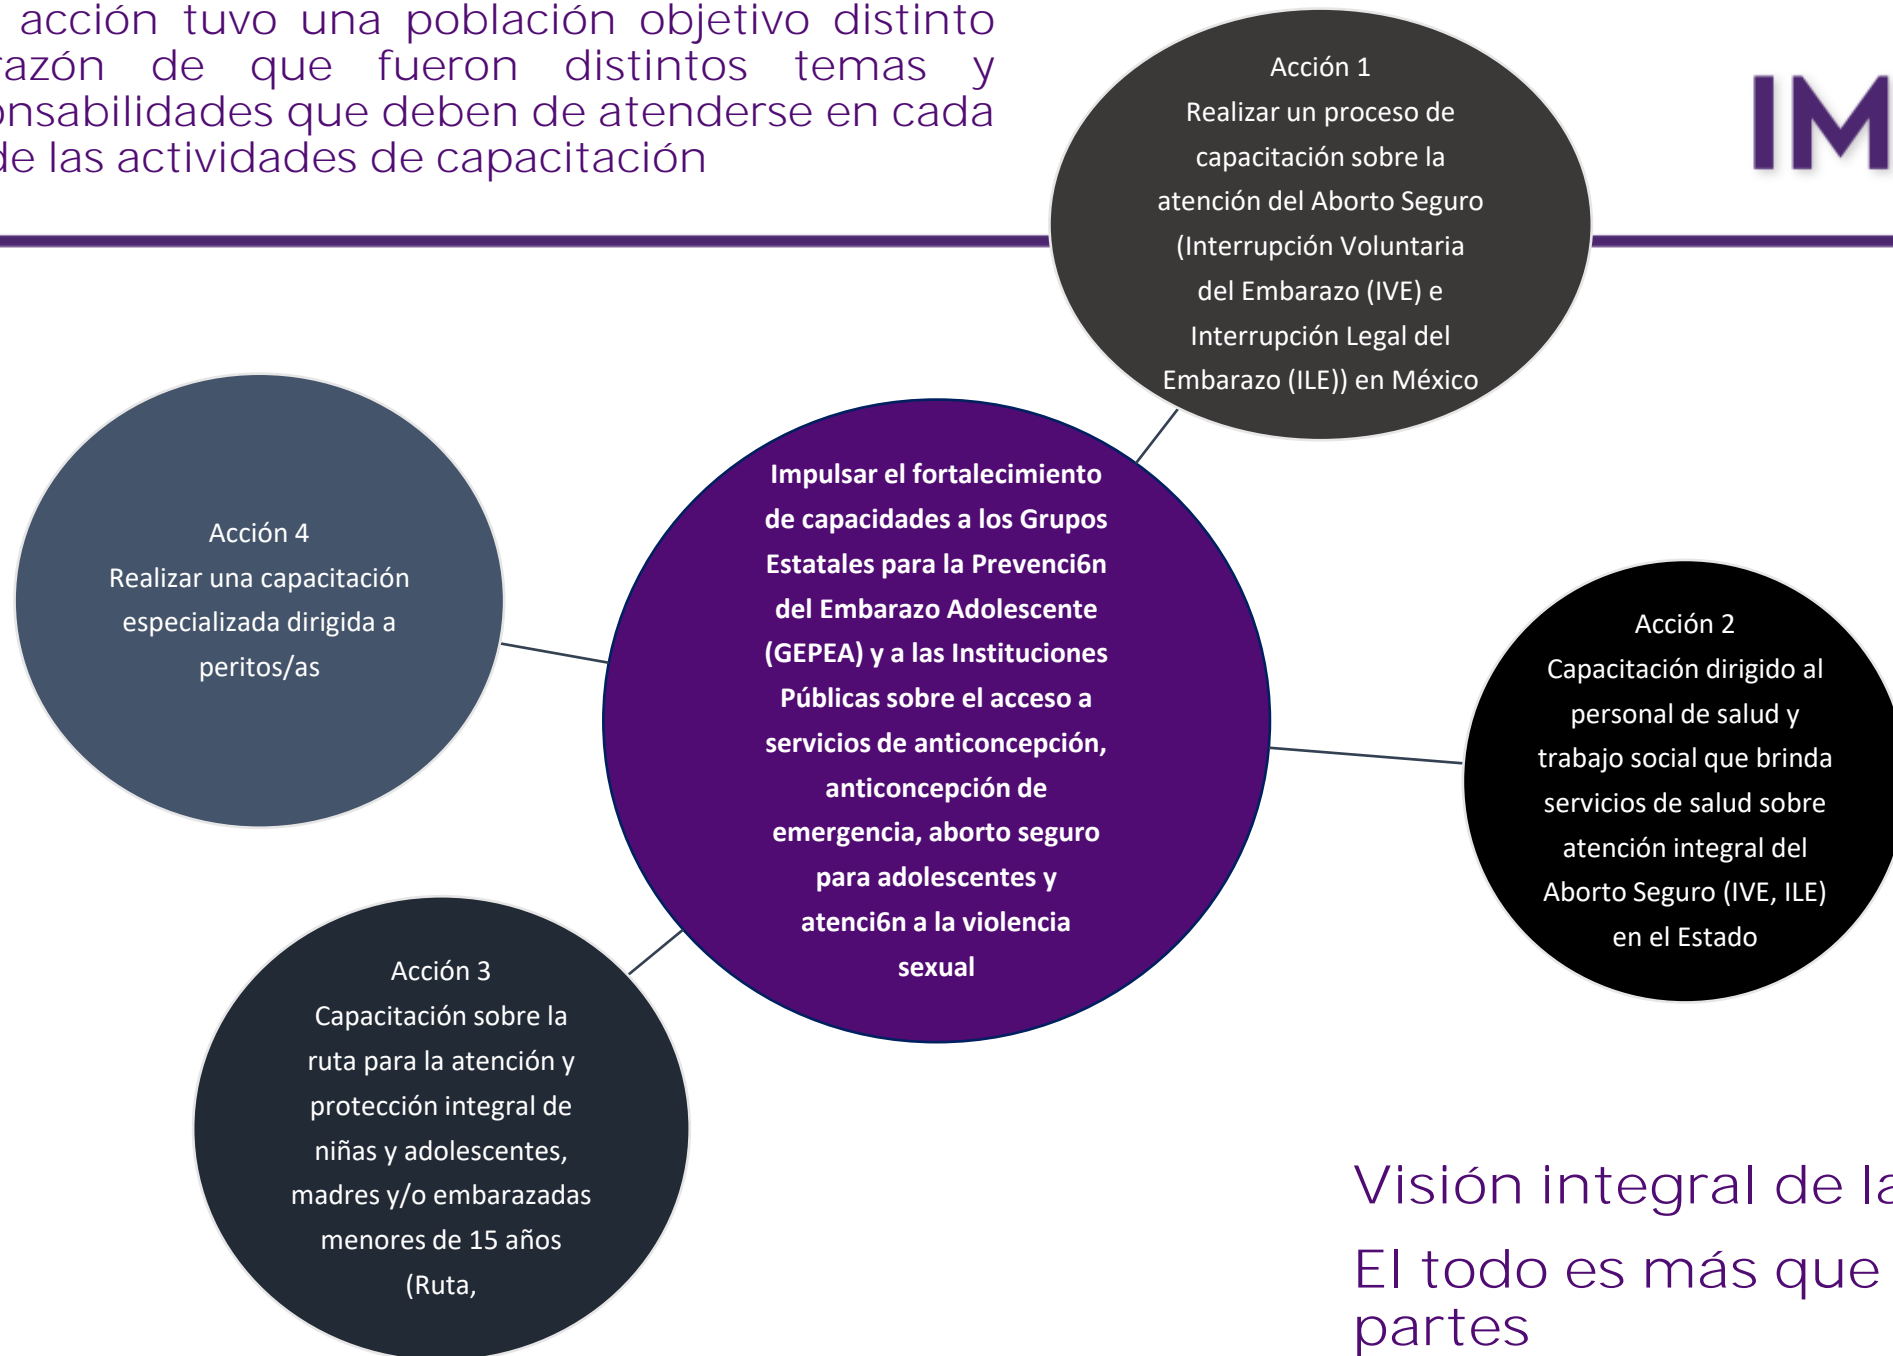 acción tuvo una población objetivo distinto
razón de que fueron distintos temas y
onsabilidades que deben de atenderse en cada
de las actividades de capacitación
IM
Acción 1
Realizar un proceso de
capacitación sobre la
atención del Aborto Seguro
(Interrupción Voluntaria
del Embarazo (IVE) e
Interrupción Legal del
Embarazo (ILE)) en México
Impulsar el fortalecimiento
de capacidades a los Grupos
Estatales para la Prevenci6n
del Embarazo Adolescente
(GEPEA) y a las Instituciones
Públicas sobre el acceso a
servicios de anticoncepción,
anticoncepción de
emergencia, aborto seguro
para adolescentes y
atenci6n a la violencia
sexual
Acción 4
Realizar una capacitación
especializada dirigida a
peritos/as
Acción 2
Capacitación dirigido al
personal de salud y
trabajo social que brinda
servicios de salud sobre
atención integral del
Aborto Seguro (IVE, ILE)
en el Estado
Acción 3
Capacitación sobre la
ruta para la atención y
protección integral de
niñas y adolescentes,
madres y/o embarazadas
menores de 15 años
(Ruta,
Visión integral de la
El todo es más que
partes